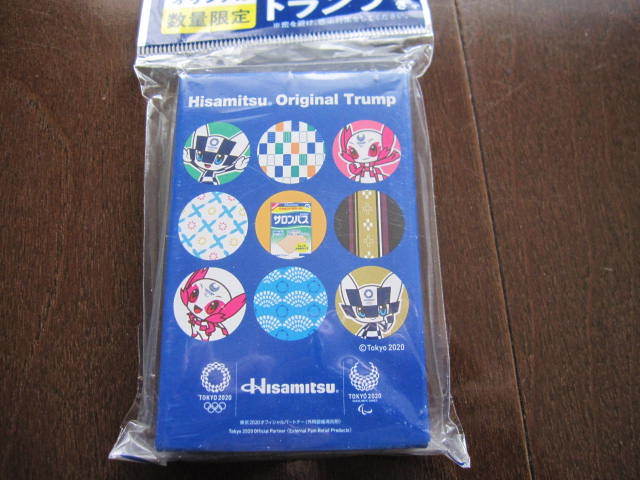 数量限定
トランプ
Hisamitsu® Original Trump
サロンパス
©Tokyo 2020
TOKYO 2020
Hisamitsu®
TOKYO 2020
PARALYMPIC GAMES
東京2020オフィシャルパートナー(外用鎮痛消炎剤)
Tokyo 2020 Official Partner (External Pain Relief Products)